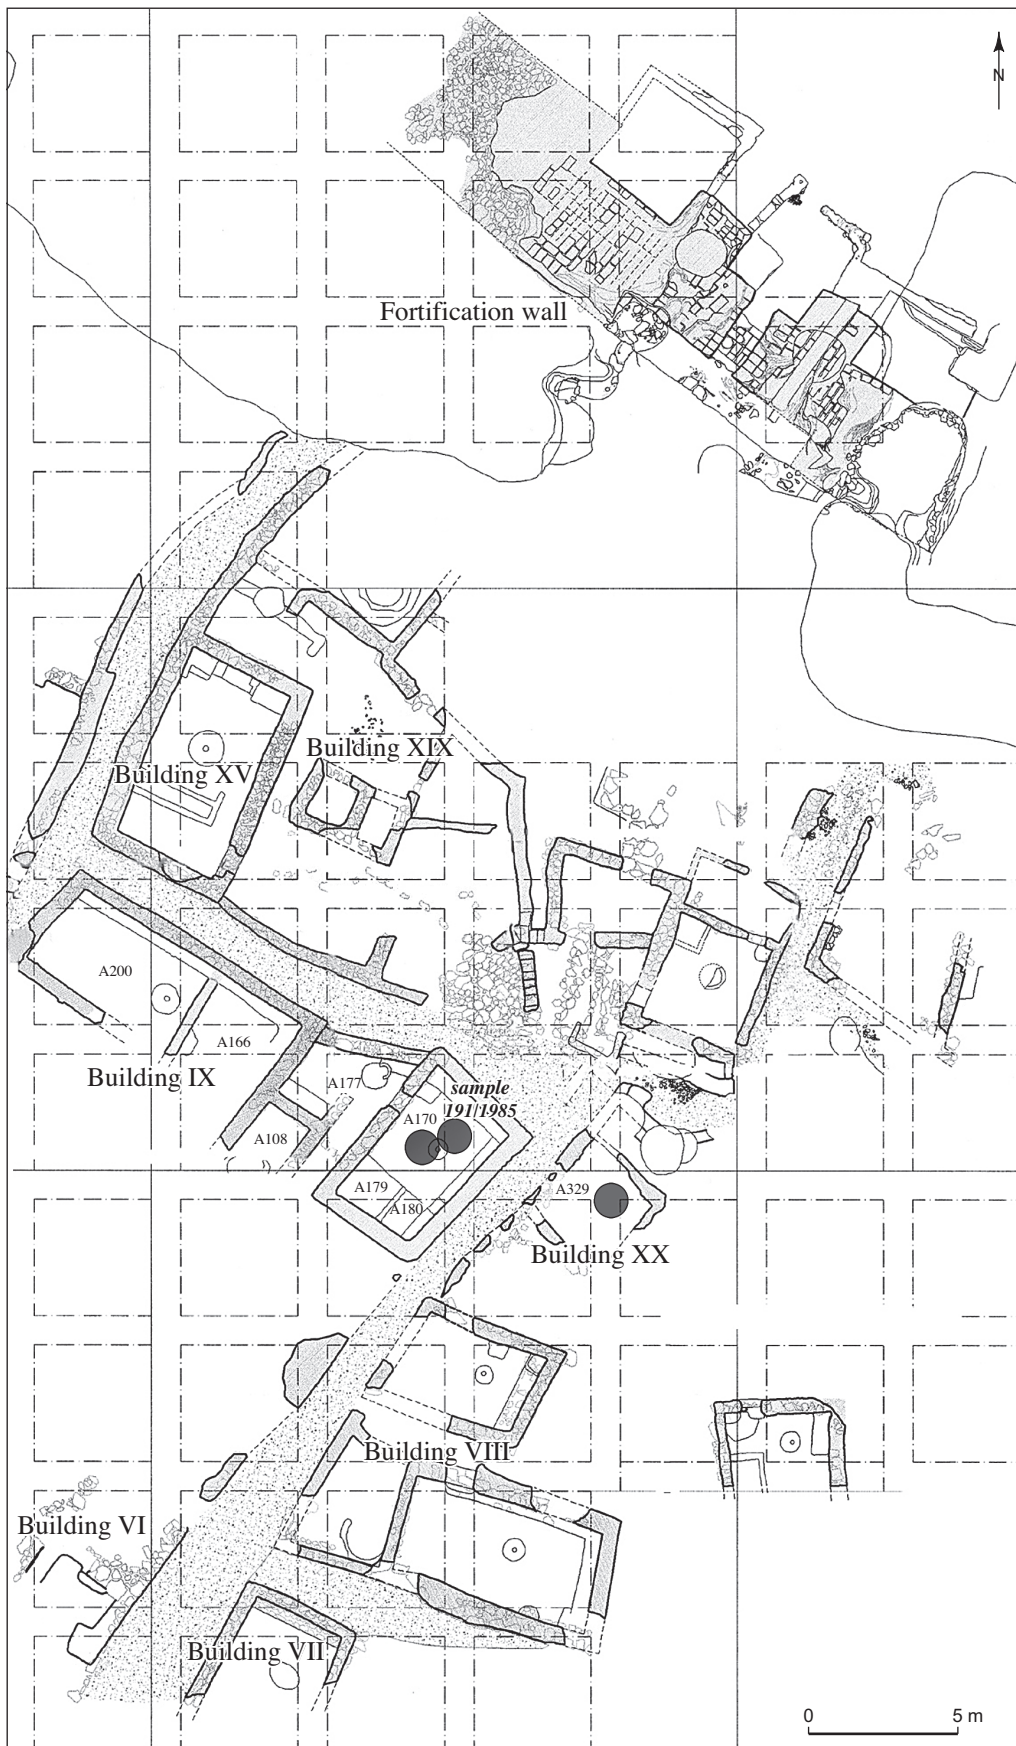 N
Fortification wall
Building XIX
Building XV
A200
A166
Building IX
A177
sample
191/1985
A170
A108
A179
A180
A329
Building XX
Building VIII
Building VI
Building VII
0 5 m